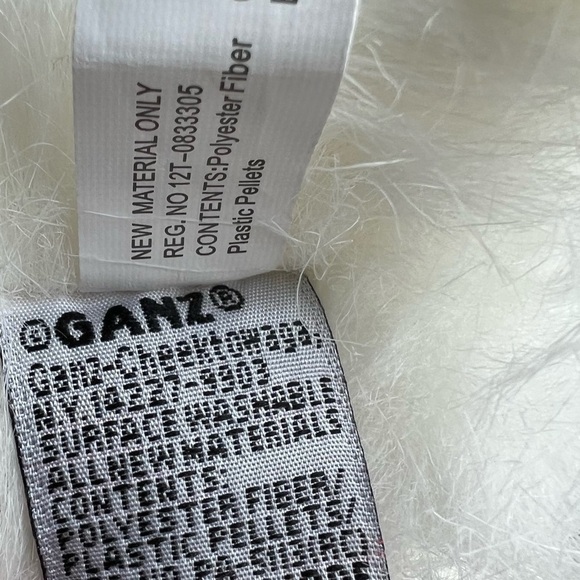 NEW MATERIAL ONLY
REG.NO 12T-0833305
CONTENTS:Polyester Fiber
Plastic Pellets
©GANZ®
Ganz-Cheektowaga,
NY 14227-
SURFACE WASHABLE
ALL NEW MATERIALS
CONTENTS:
POLYESTER FIBER/
PLASTIC PELLETS/